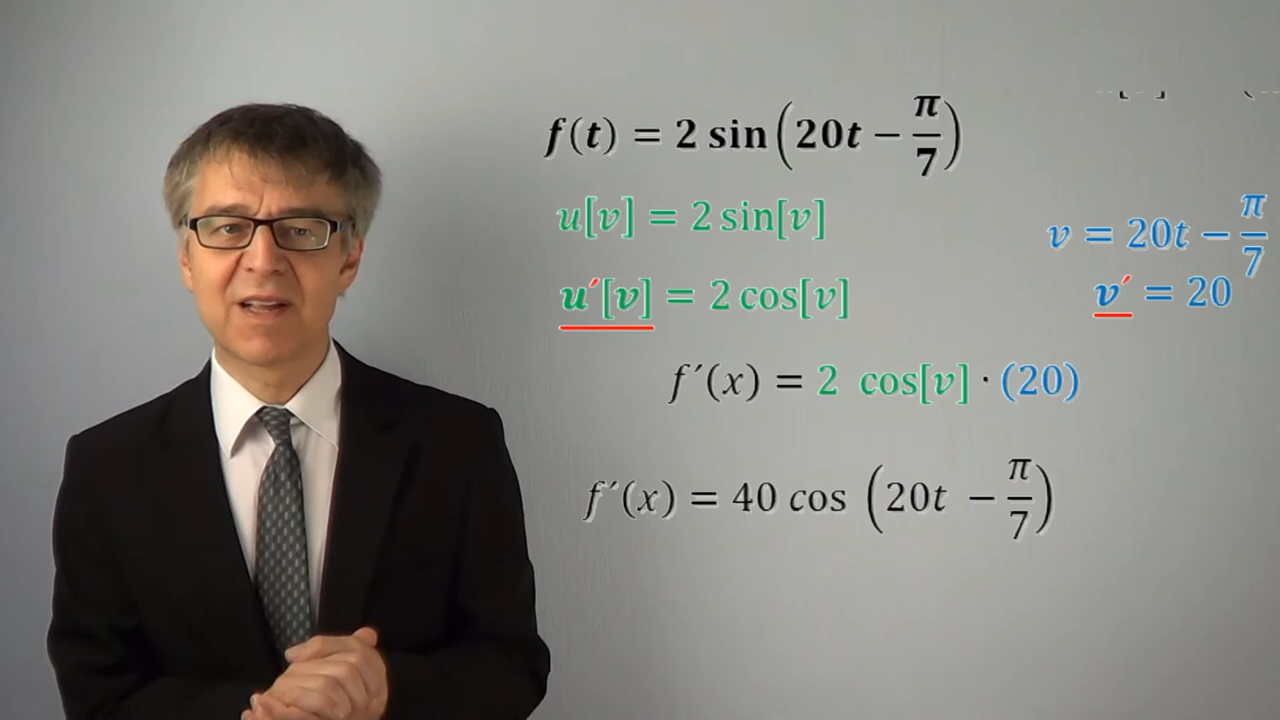 f(t) = 2 sin(20t − π/7)
u[v] = 2 sin[v]
v = 20t − π/7
u´[v] = 2 cos[v]
v´ = 20
f´(x) = 2 cos[v] · (20)
f´(x) = 40 cos (20t − π/7)